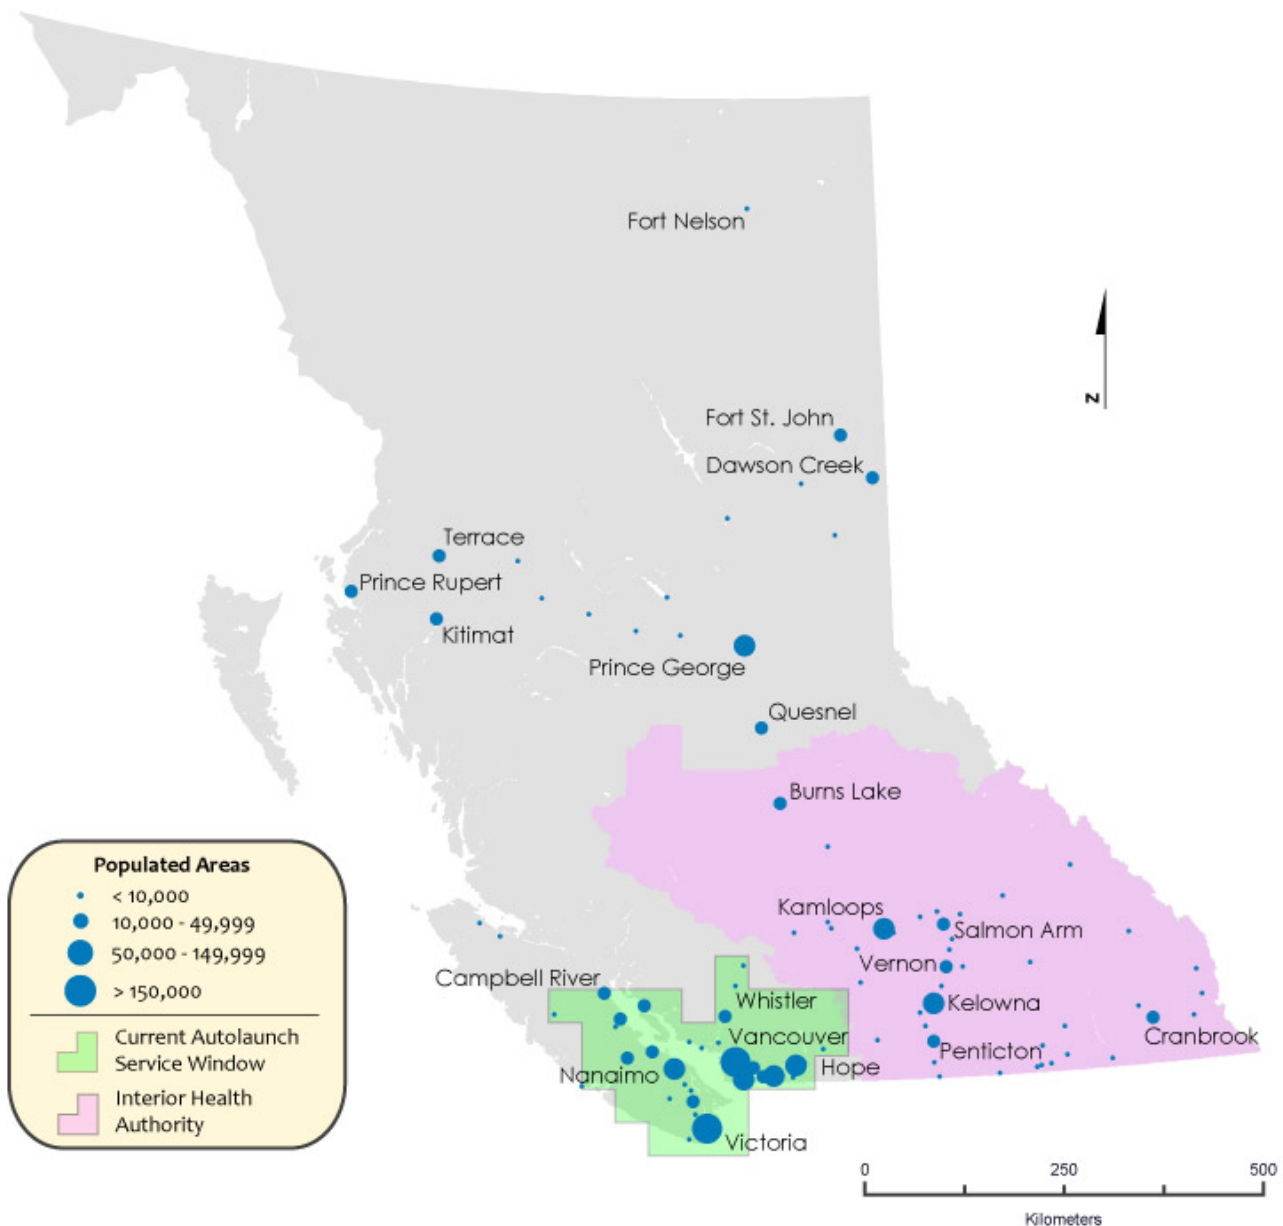 Fort Nelson
Fort St. John
Dawson Creek
Terrace
Prince Rupert
Kitimat
Prince George
Quesnel
Burns Lake
Kamloops
Salmon Arm
Vernon
Campbell River
Whistler
Kelowna
Vancouver
Cranbrook
Penticton
Nanaimo
Hope
Victoria
N
Populated Areas
< 10,000
10,000 - 49,999
50,000 - 149,999
> 150,000
Current Autolaunch
Service Window
Interior Health
Authority
0 250 500
Kilometers